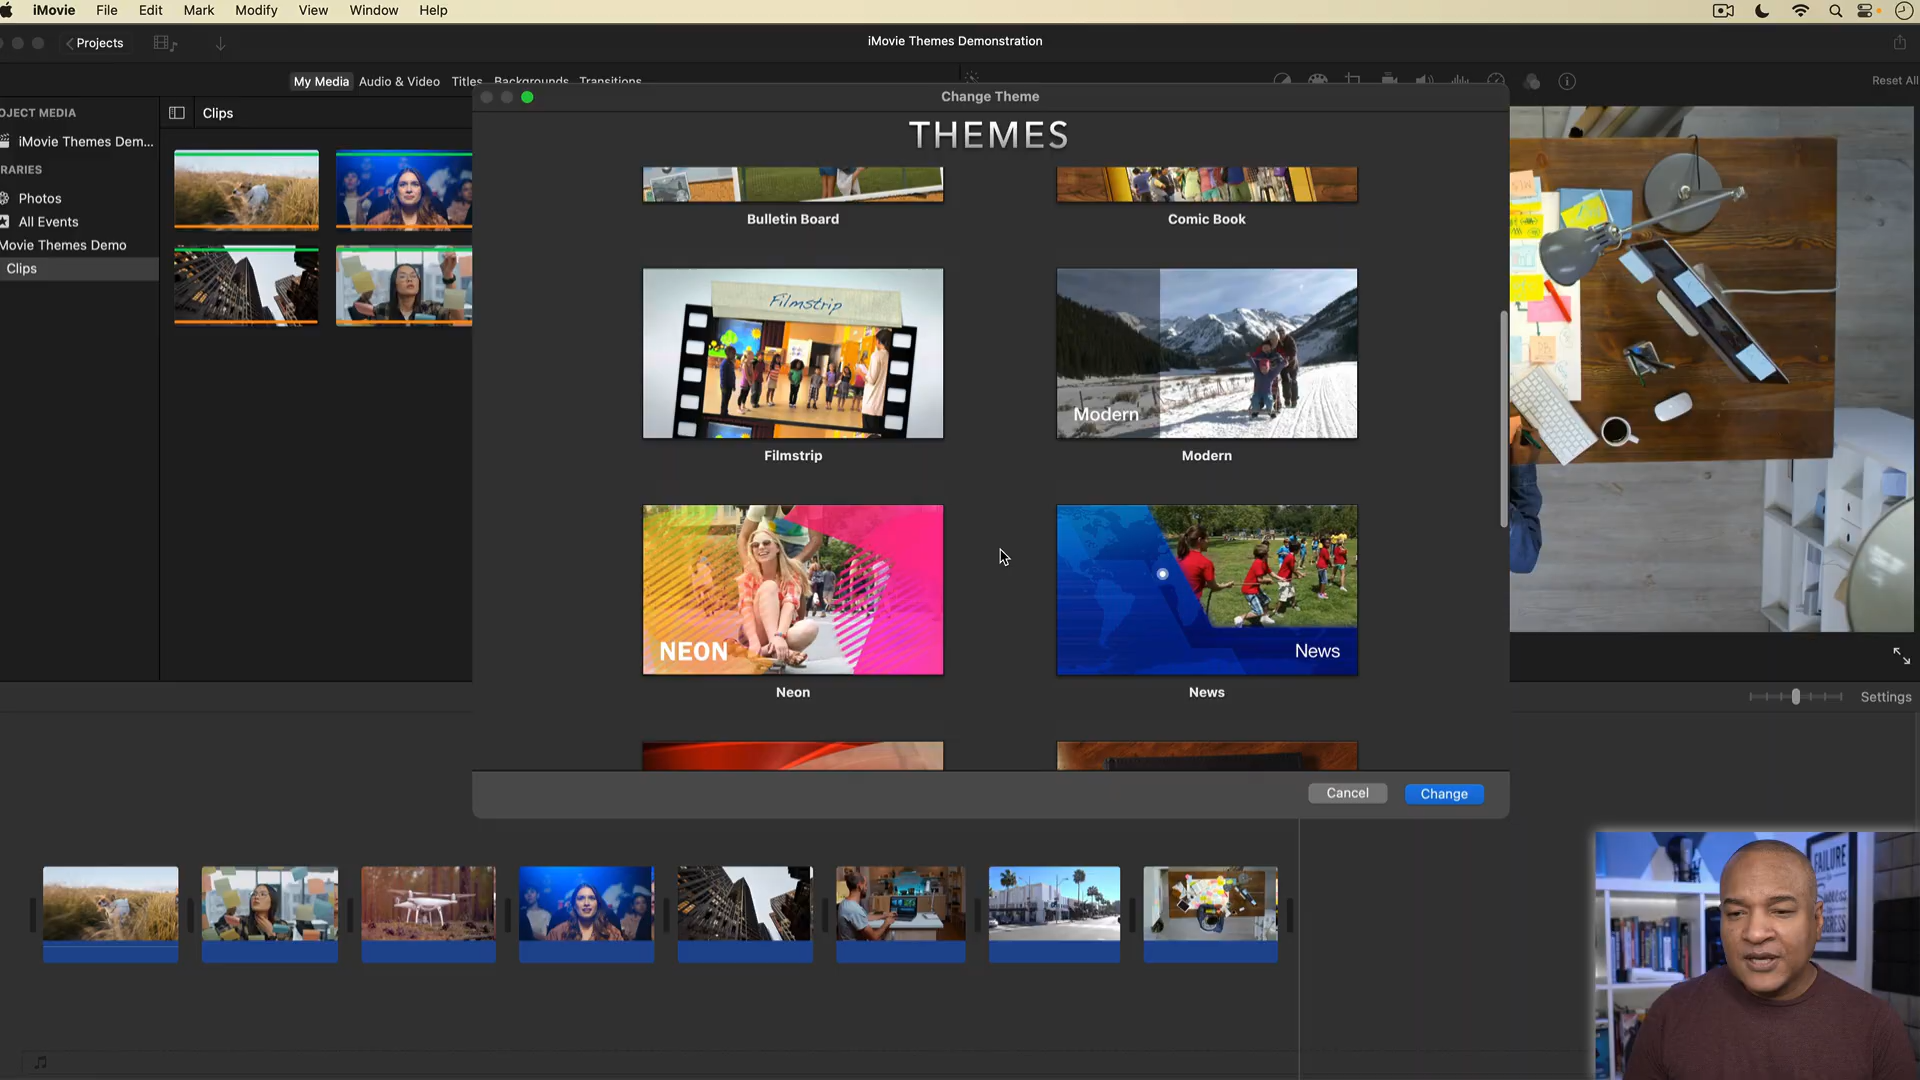 iMovie File Edit Mark Modify View Window Help
Projects
iMovie Themes Demonstration
My Media Audio & Video Titles Backgrounds Transitions
Reset All
OJECT MEDIA
iMovie Themes Dem...
RARIES
Photos
All Events
Movie Themes Demo
Clips
Clips
Change Theme
THEMES
Bulletin Board
Comic Book
Filmstrip
Modern
Filmstrip
Modern
NEON
News
Neon
News
Cancel
Change
Settings
FAILURE